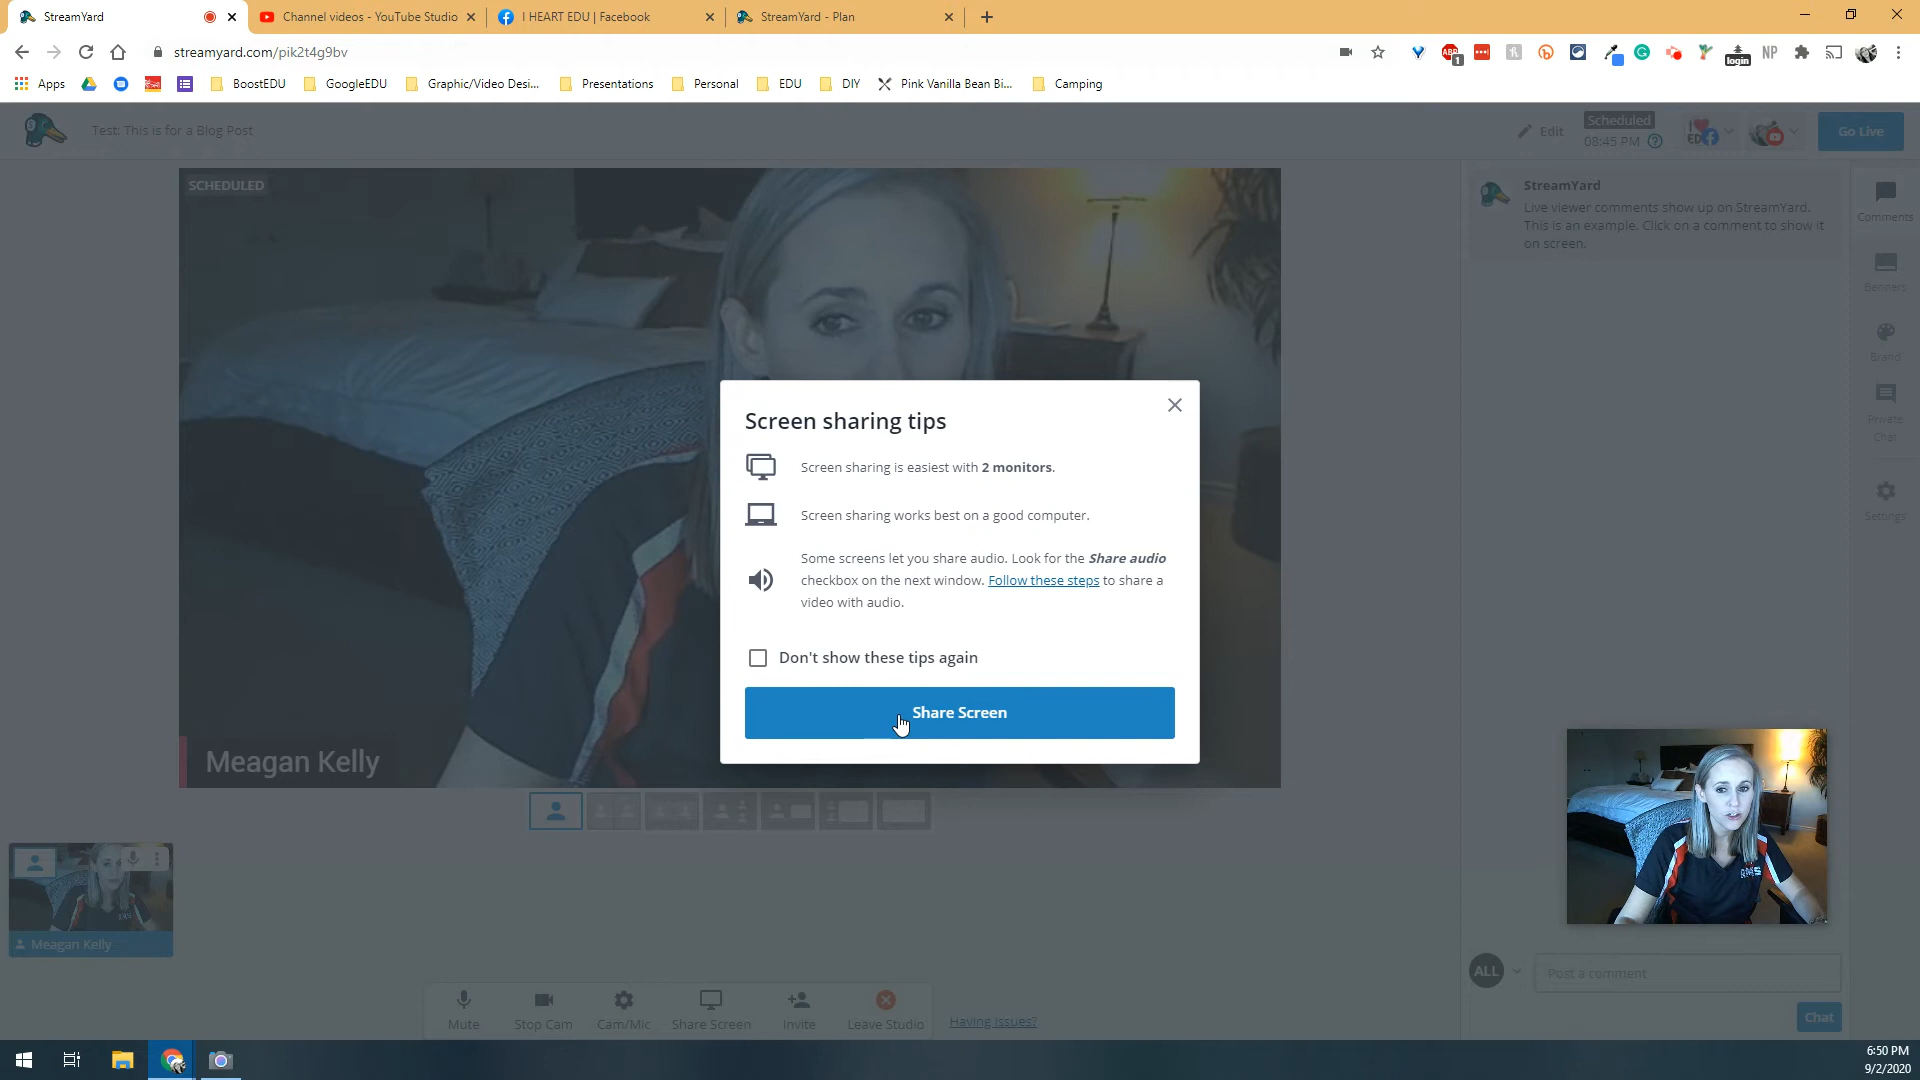 StreamYard
Channel videos - YouTube Studio
I HEART EDU | Facebook
StreamYard - Plan
streamyard.com/pik2t4g9bv
1
login
NP
Apps
BoostEDU
GoogleEDU
Graphic/Video Desi...
Presentations
Personal
EDU
DIY
Pink Vanilla Bean Bi...
Camping
Test: This is for a Blog Post
Edit
Scheduled
08:45 PM
Go Live
SCHEDULED
StreamYard
Live viewer comments show up on StreamYard.
This is an example. Click on a comment to show it
on screen.
Comments
Banners
Brand
Private
Chat
Settings
Screen sharing tips
Screen sharing is easiest with 2 monitors.
Screen sharing works best on a good computer.
Some screens let you share audio. Look for the Share audio
checkbox on the next window. Follow these steps to share a
video with audio.
Don't show these tips again
Share Screen
Meagan Kelly
Meagan Kelly
ALL
Post a comment
Chat
Mute
Stop Cam
Cam/Mic
Share Screen
Invite
Leave Studio
Having issues?
6:50 PM
9/2/2020